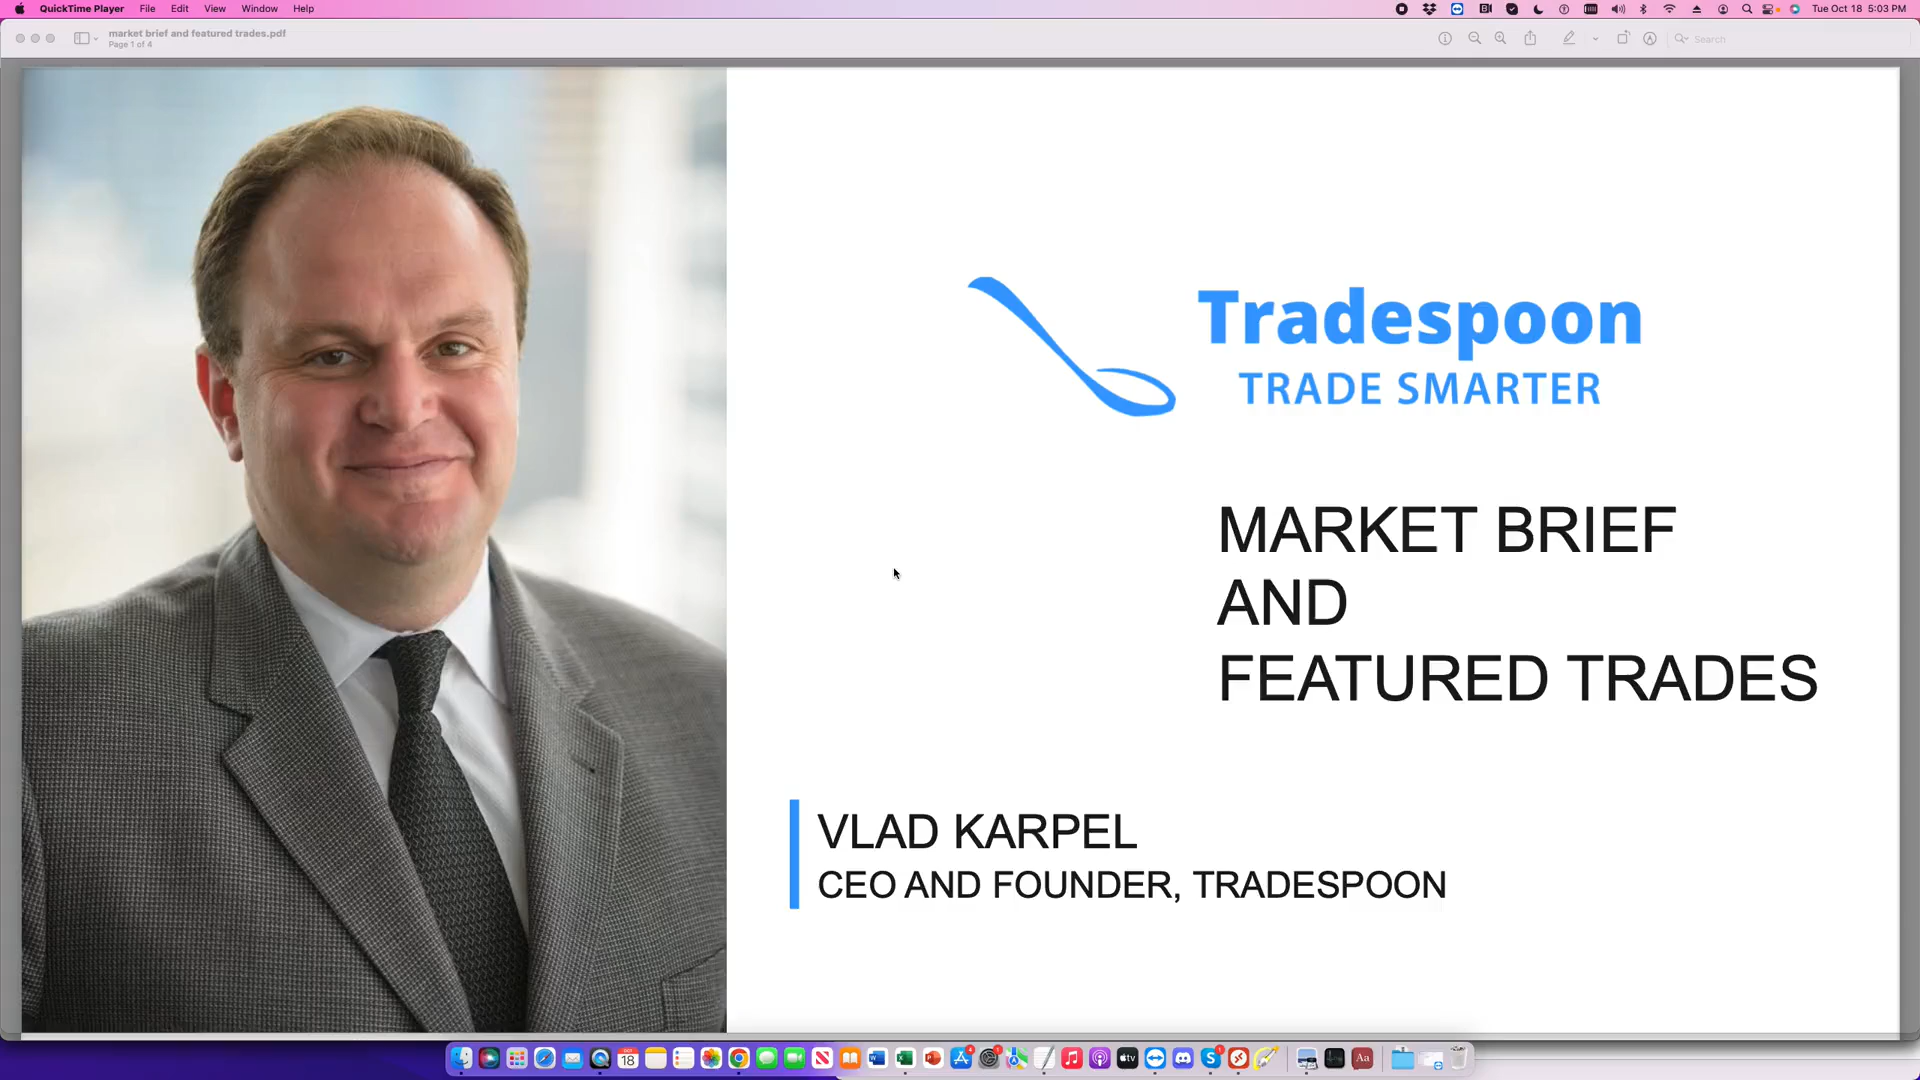 QuickTime Player File Edit View Window Help
Tue Oct 18 5:03 PM
market brief and featured trades.pdf
Page 1 of 4
Search
Tradespoon
TRADE SMARTER
MARKET BRIEF
AND
FEATURED TRADES
VLAD KARPEL
CEO AND FOUNDER, TRADESPOON